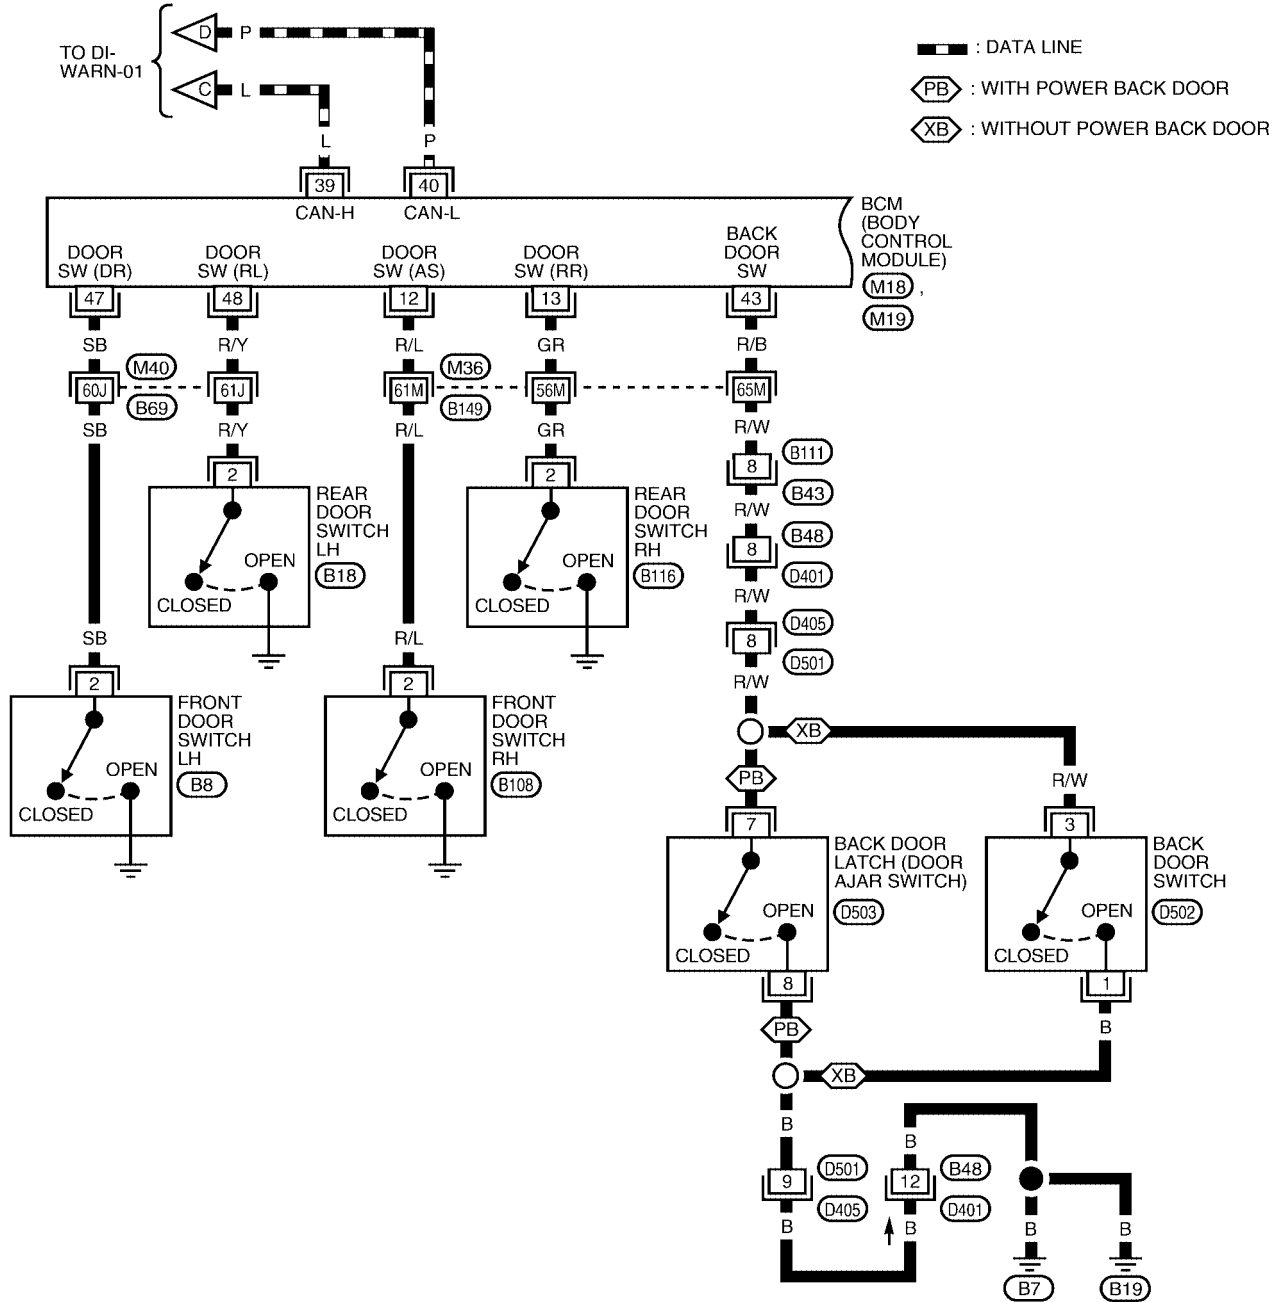 TO DI-
WARN-01
D
P
C
L
L
P
: DATA LINE
PB
: WITH POWER BACK DOOR
XB
: WITHOUT POWER BACK DOOR
39
40
CAN-H
CAN-L
BCM
(BODY
CONTROL
MODULE)
M18 ,
M19
DOOR
SW (DR)
DOOR
SW (RL)
DOOR
SW (AS)
DOOR
SW (RR)
BACK
DOOR
SW
47
48
12
13
43
SB
R/Y
R/L
GR
R/B
M40
M36
60J
61J
61M
56M
65M
B69
B149
SB
R/Y
R/L
GR
R/W
2
2
8
B111
B43
R/W
REAR
DOOR
SWITCH
LH
B18
OPEN
CLOSED
REAR
DOOR
SWITCH
RH
B116
OPEN
CLOSED
8
B48
D401
R/W
8
D405
D501
R/W
SB
R/L
2
2
FRONT
DOOR
SWITCH
LH
B8
OPEN
CLOSED
FRONT
DOOR
SWITCH
RH
B108
OPEN
CLOSED
XB
PB
R/W
7
3
BACK DOOR
LATCH (DOOR
AJAR SWITCH)
D503
OPEN
CLOSED
BACK
DOOR
SWITCH
D502
OPEN
CLOSED
8
1
PB
B
XB
B
B
9
D501
D405
12
B48
D401
B
B
B
B
B7
B19